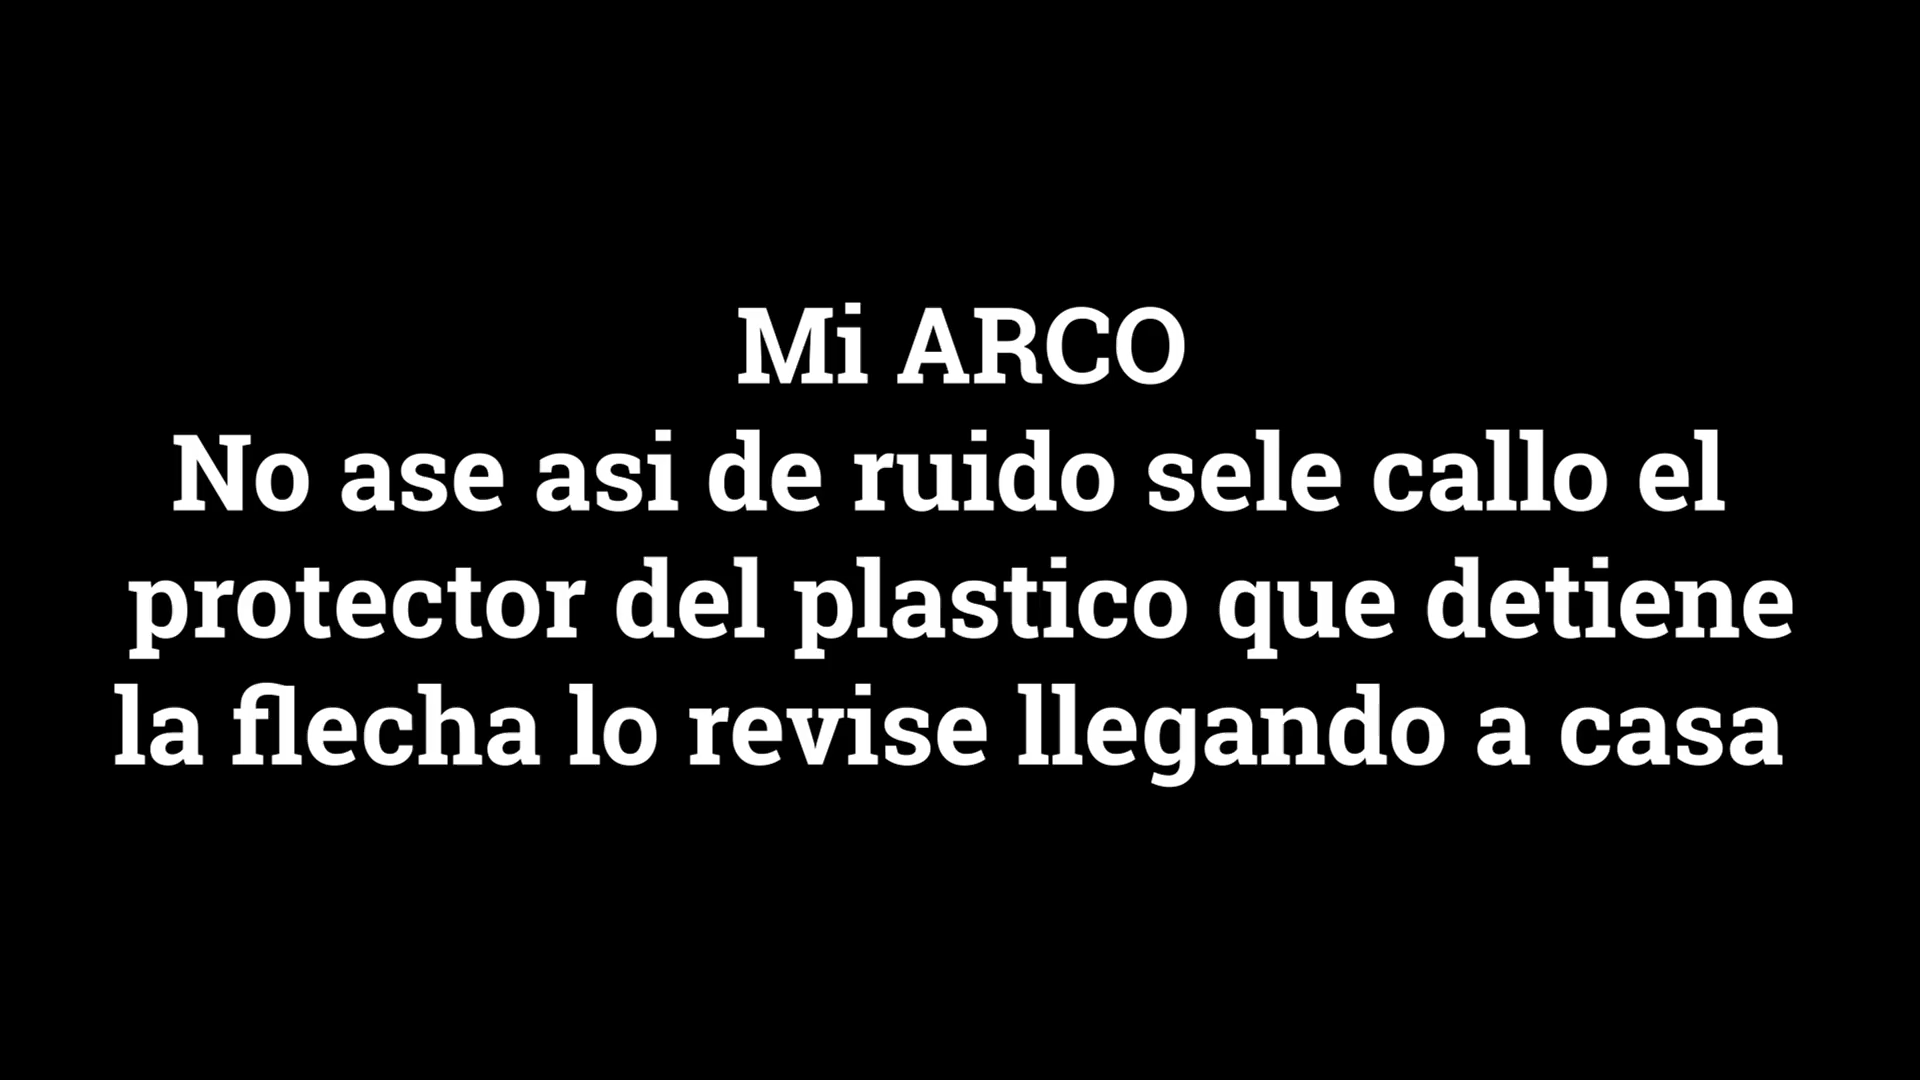 Mi ARCO
No ase asi de ruido sele callo el
protector del plastico que detiene
la flecha lo revise llegando a casa